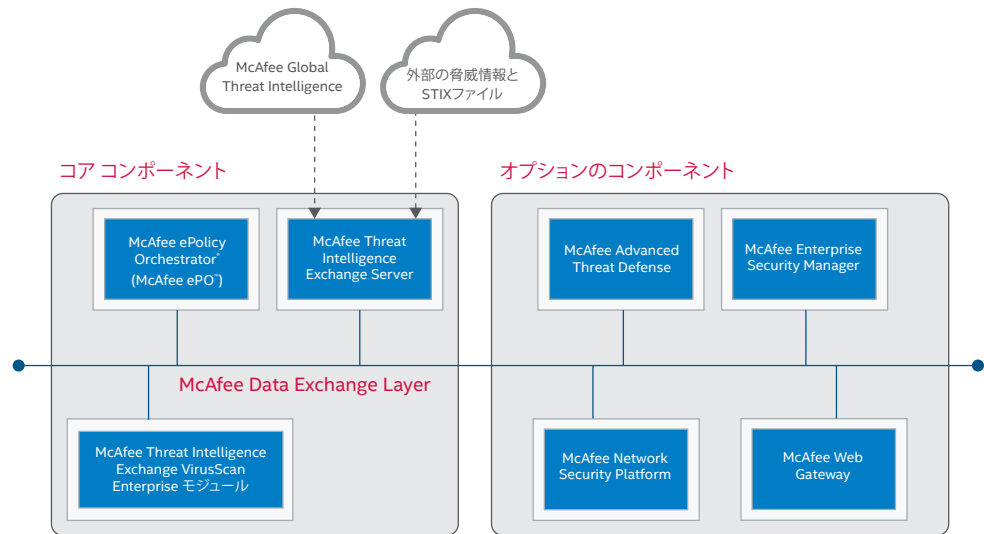 McAfee Global
Threat Intelligence
外部の脅威情報と
STIXファイル
コア コンポーネント
オプションのコンポーネント
McAfee ePolicy
Orchestrator*
(McAfee ePO™)
McAfee Threat
Intelligence
Exchange Server
McAfee Advanced
Threat Defense
McAfee Enterprise
Security Manager
McAfee Data Exchange Layer
McAfee Threat Intelligence
Exchange VirusScan
Enterprise モジュール
McAfee Network
Security Platform
McAfee Web
Gateway